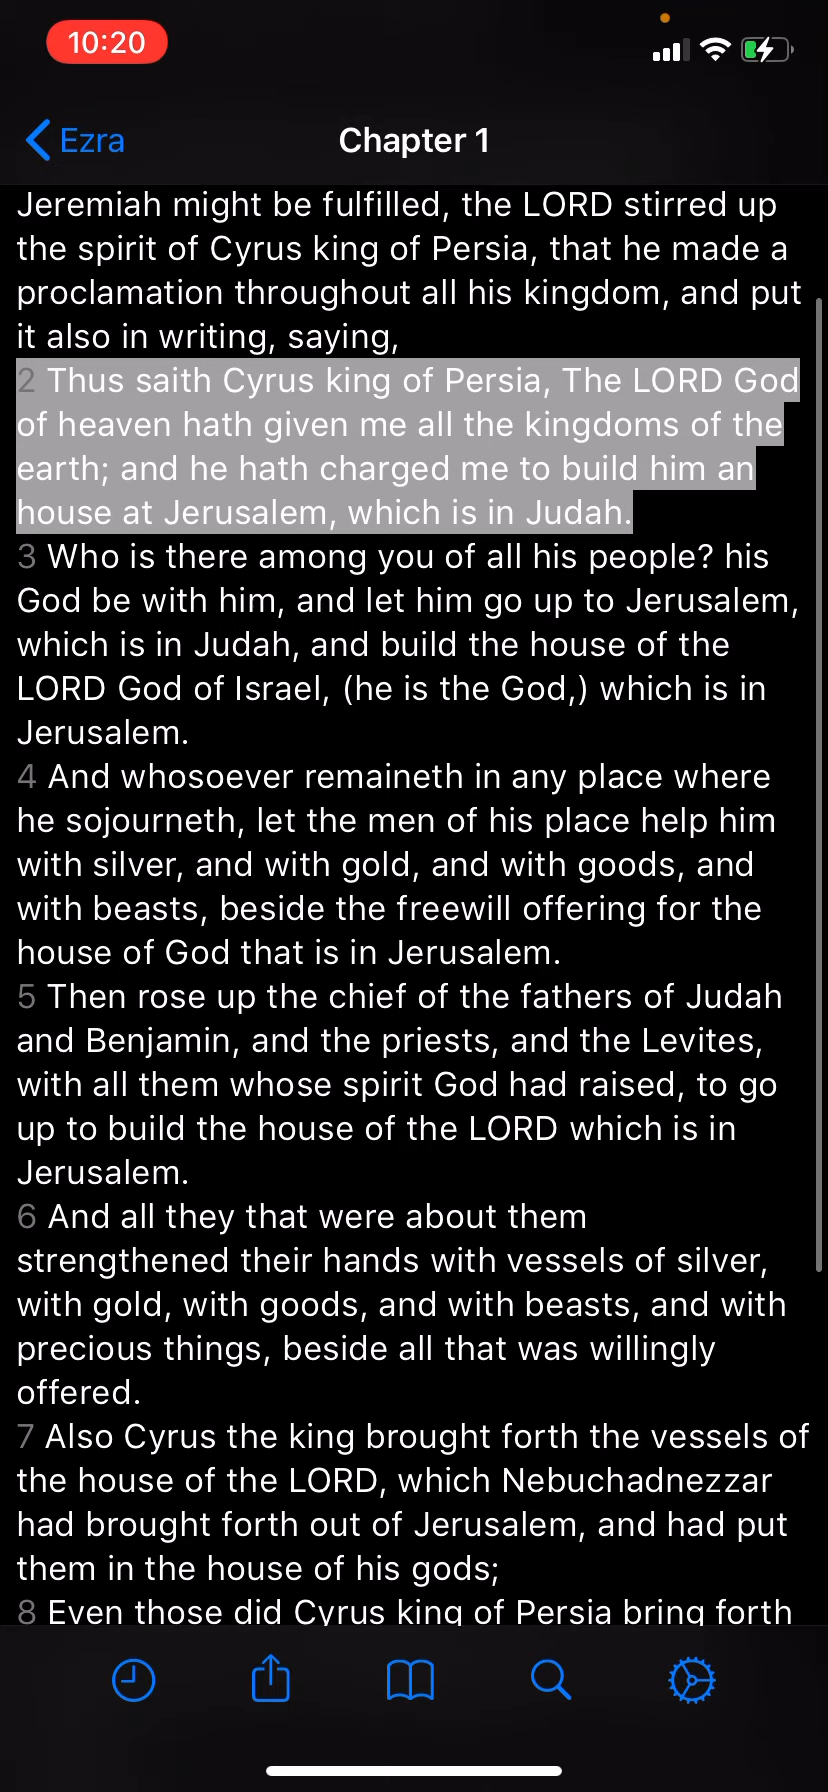 10:20
Ezra
Chapter 1
Jeremiah might be fulfilled, the LORD stirred up
the spirit of Cyrus king of Persia, that he made a
proclamation throughout all his kingdom, and put
it also in writing, saying,
2 Thus saith Cyrus king of Persia, The LORD God
of heaven hath given me all the kingdoms of the
earth; and he hath charged me to build him an
house at Jerusalem, which is in Judah.
3 Who is there among you of all his people? his
God be with him, and let him go up to Jerusalem,
which is in Judah, and build the house of the
LORD God of Israel, (he is the God,) which is in
Jerusalem.
4 And whosoever remaineth in any place where
he sojourneth, let the men of his place help him
with silver, and with gold, and with goods, and
with beasts, beside the freewill offering for the
house of God that is in Jerusalem.
5 Then rose up the chief of the fathers of Judah
and Benjamin, and the priests, and the Levites,
with all them whose spirit God had raised, to go
up to build the house of the LORD which is in
Jerusalem.
6 And all they that were about them
strengthened their hands with vessels of silver,
with gold, with goods, and with beasts, and with
precious things, beside all that was willingly
offered.
7 Also Cyrus the king brought forth the vessels of
the house of the LORD, which Nebuchadnezzar
had brought forth out of Jerusalem, and had put
them in the house of his gods;
8 Even those did Cyrus king of Persia bring forth